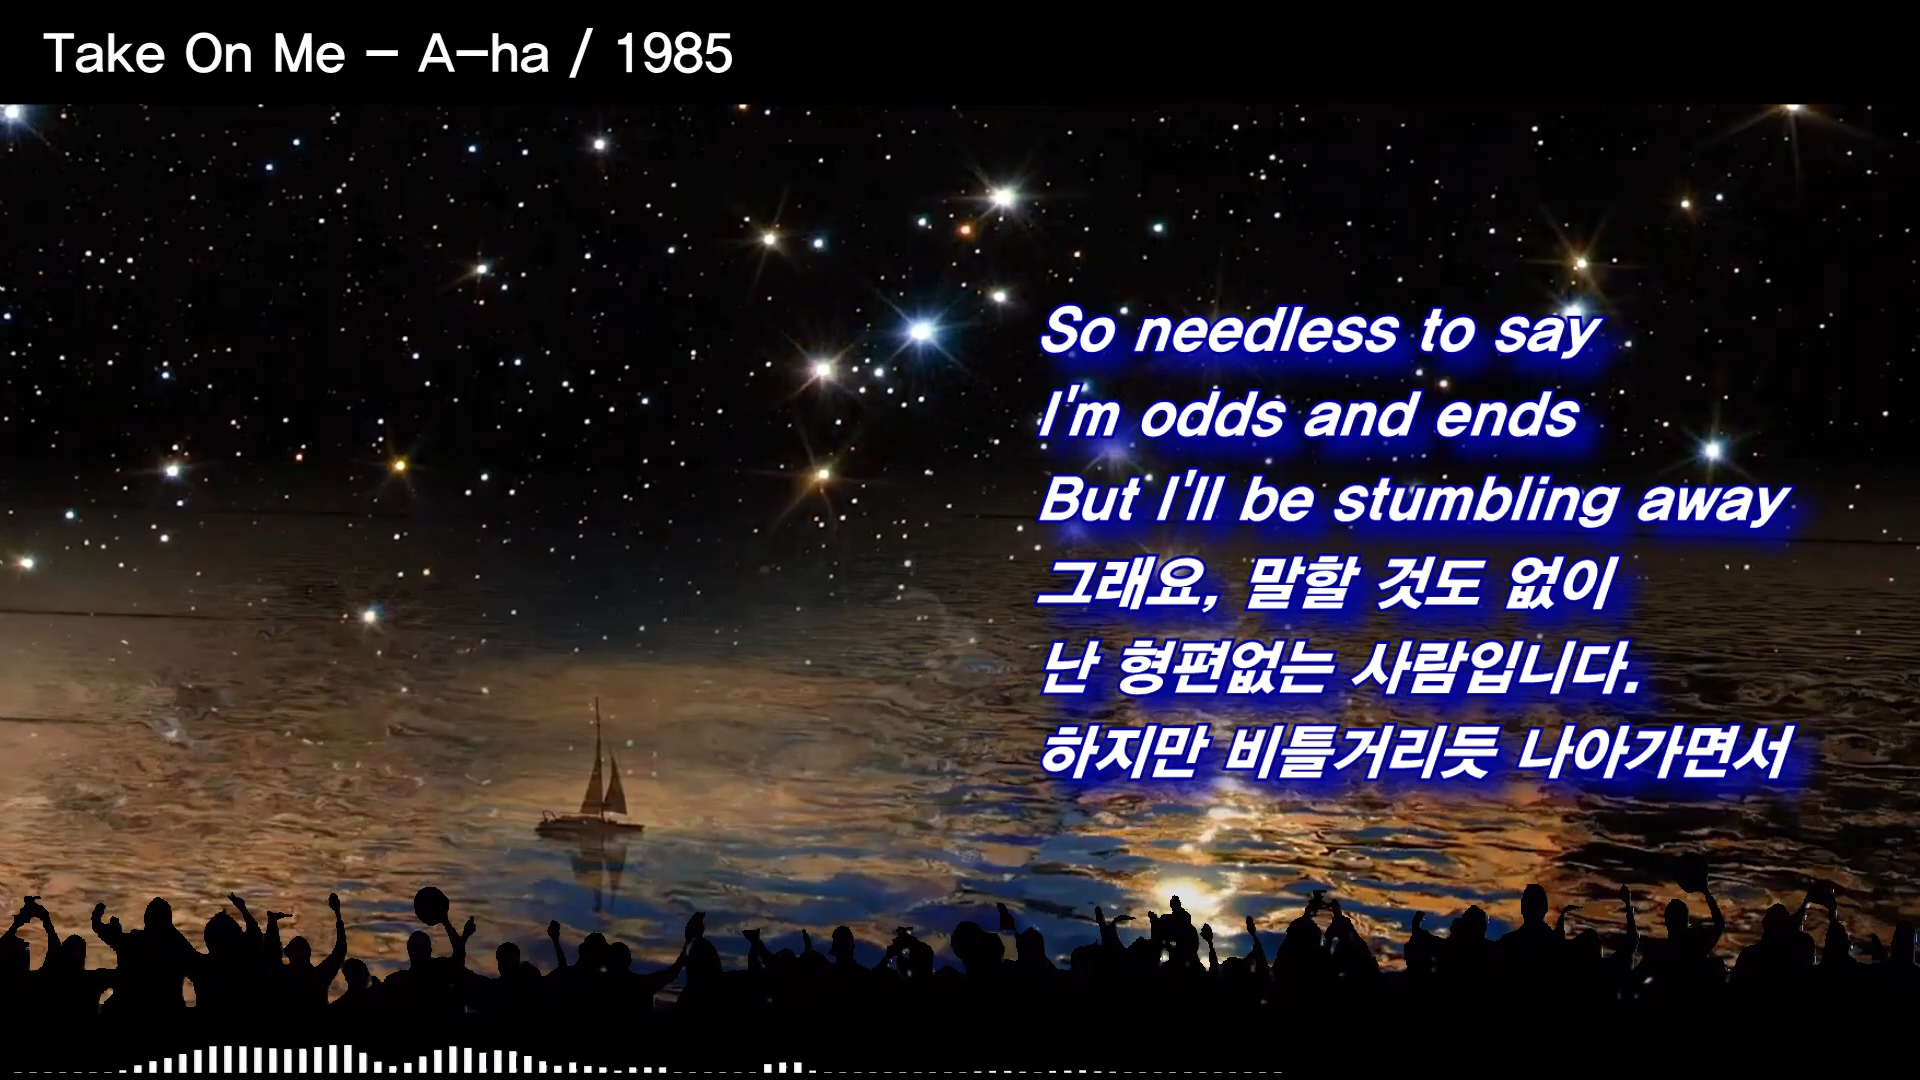 Take On Me - A-ha / 1985
So needless to say
I'm odds and ends
But I'll be stumbling away
그래요, 말할 것도 없이
난 형편없는 사람입니다.
하지만 비틀거리듯 나아가면서